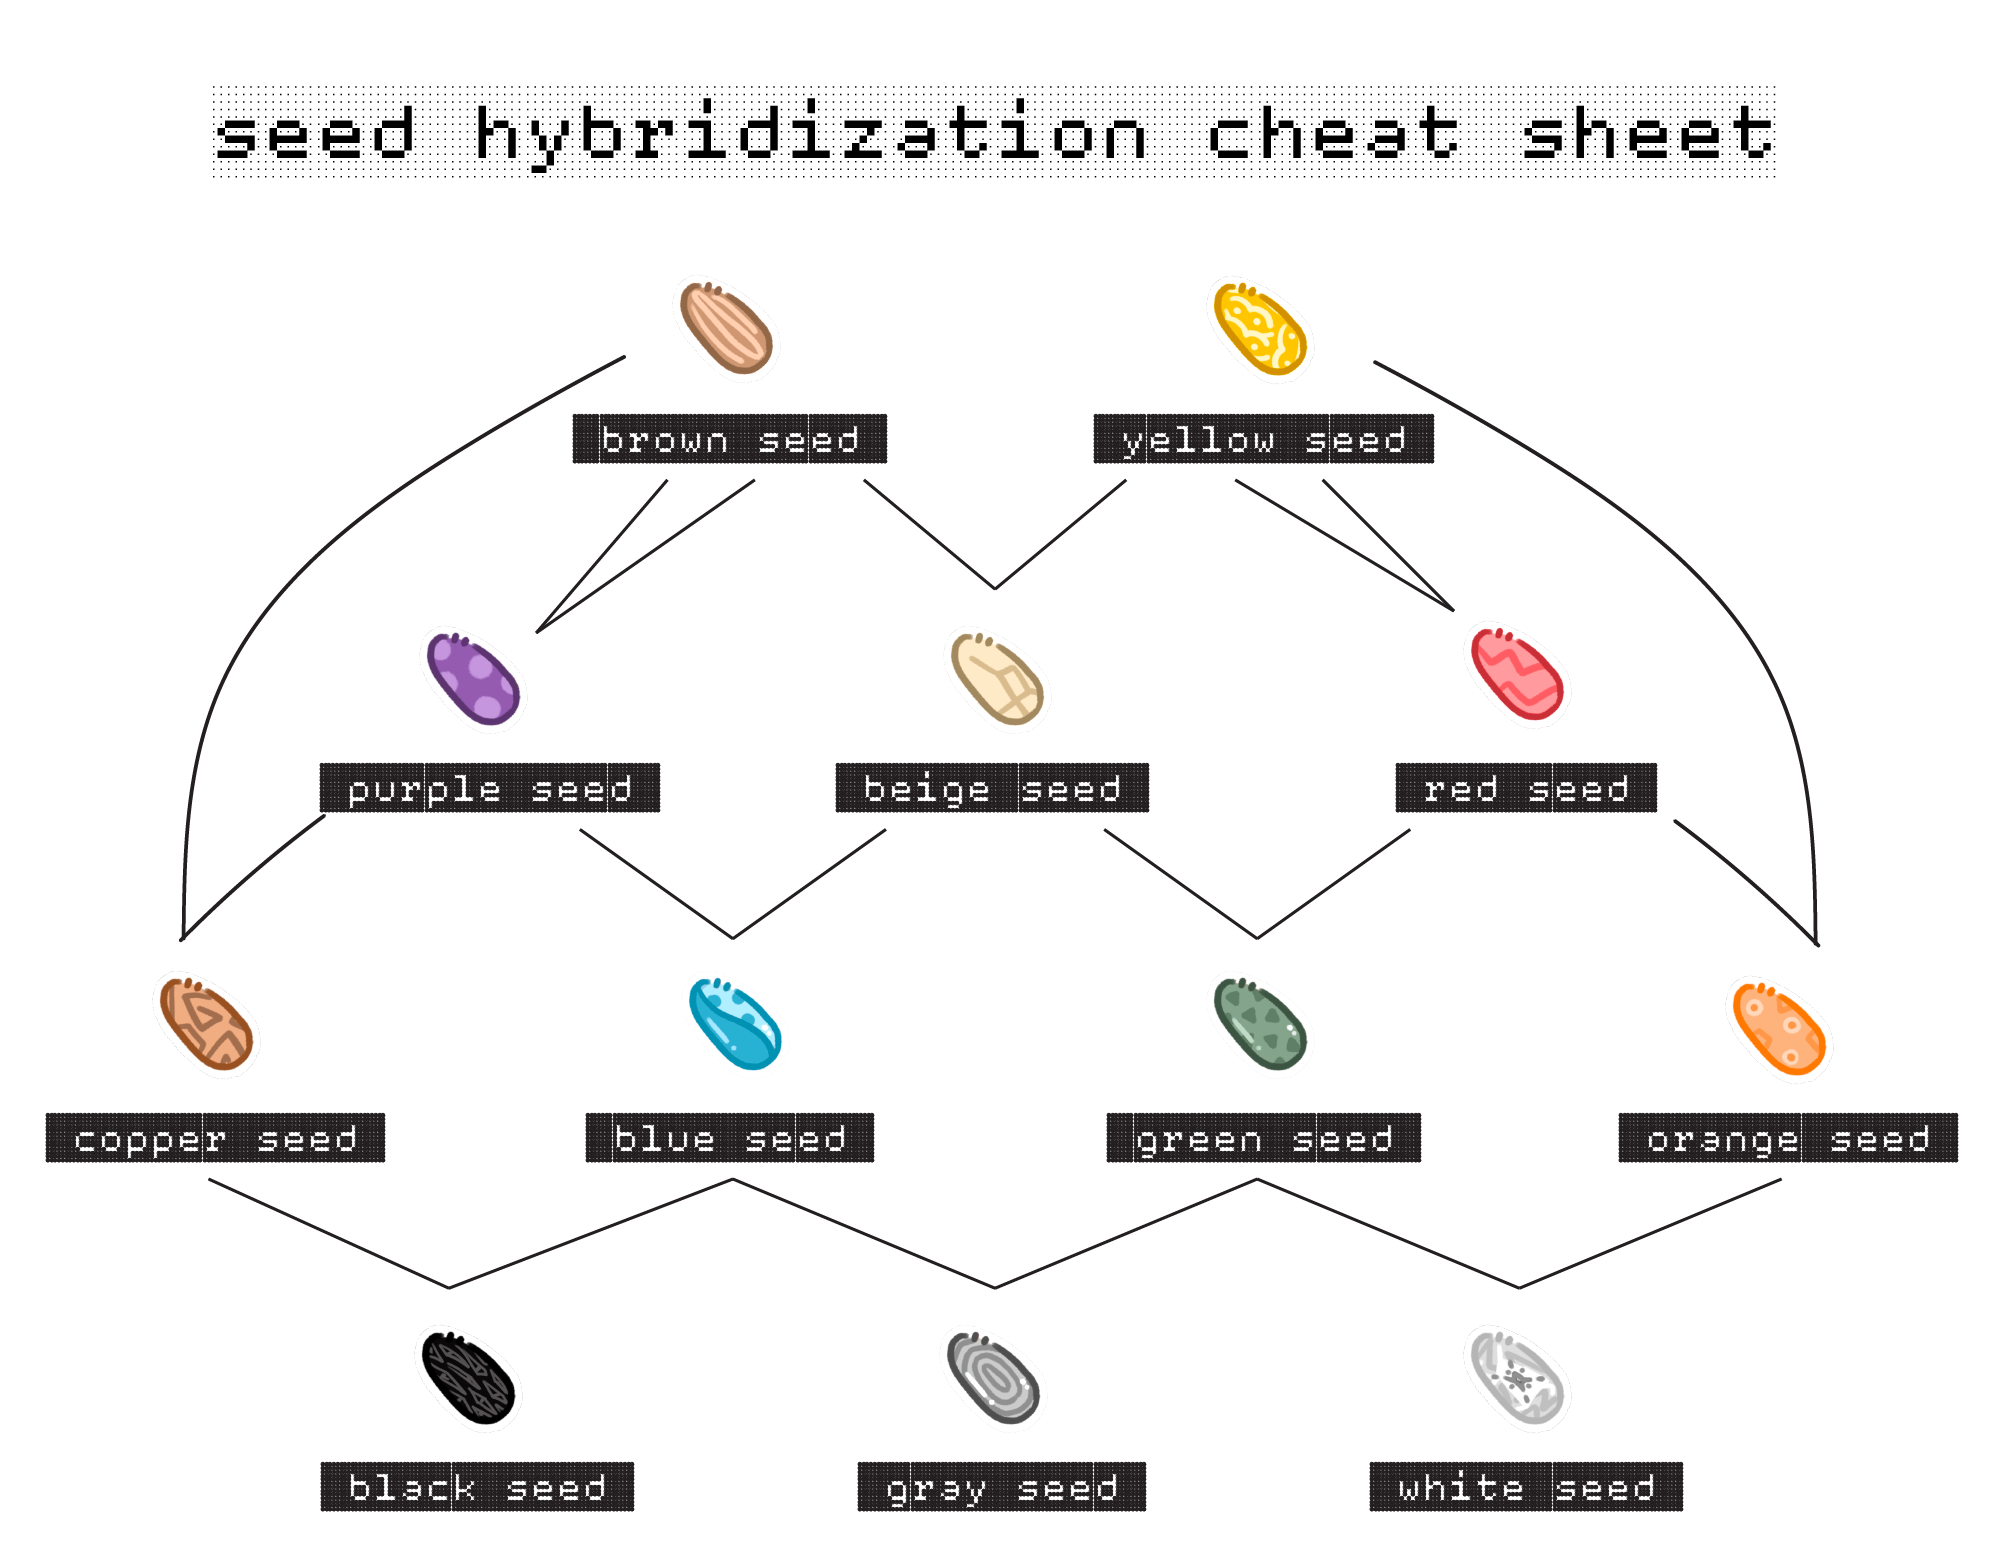 seed hybridization cheat sheet
brown seed
yellow seed
purple seed
beige seed
red seed
copper seed
blue seed
green seed
orange seed
black seed
gray seed
white seed